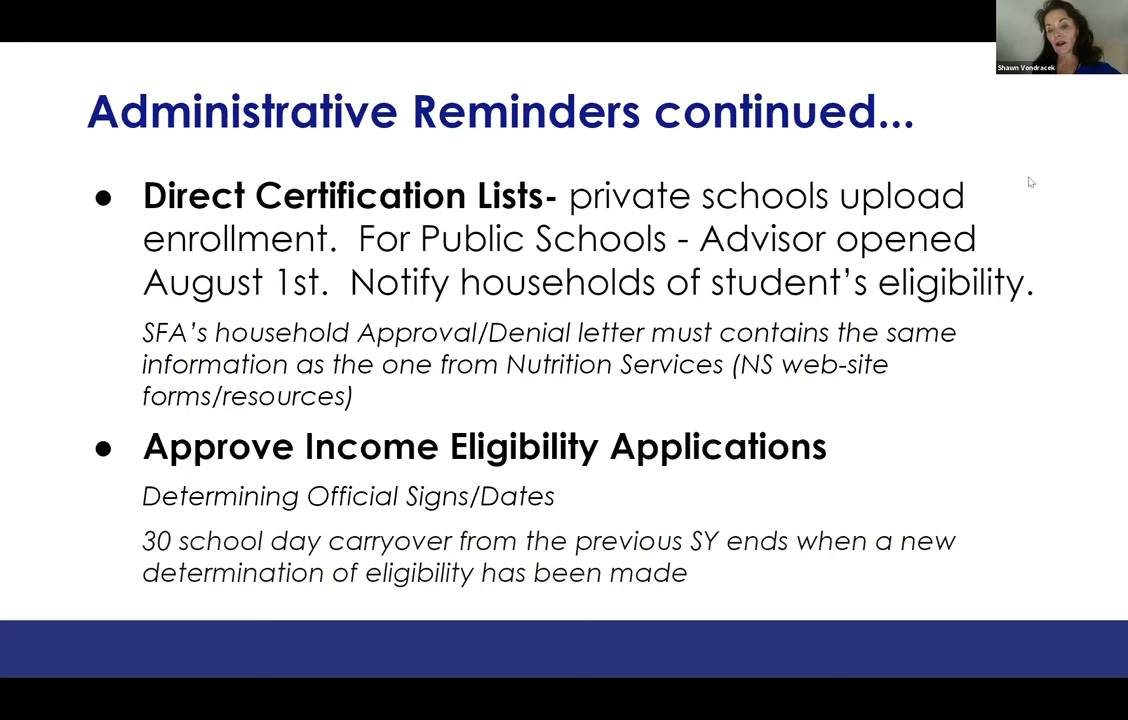 Shawn Vondracek
Administrative Reminders continued...
● Direct Certification Lists- private schools upload
enrollment.  For Public Schools - Advisor opened
August 1st.  Notify households of student’s eligibility.
SFA’s household Approval/Denial letter must contains the same
information as the one from Nutrition Services (NS web-site
forms/resources)
● Approve Income Eligibility Applications
Determining Official Signs/Dates
30 school day carryover from the previous SY ends when a new
determination of eligibility has been made